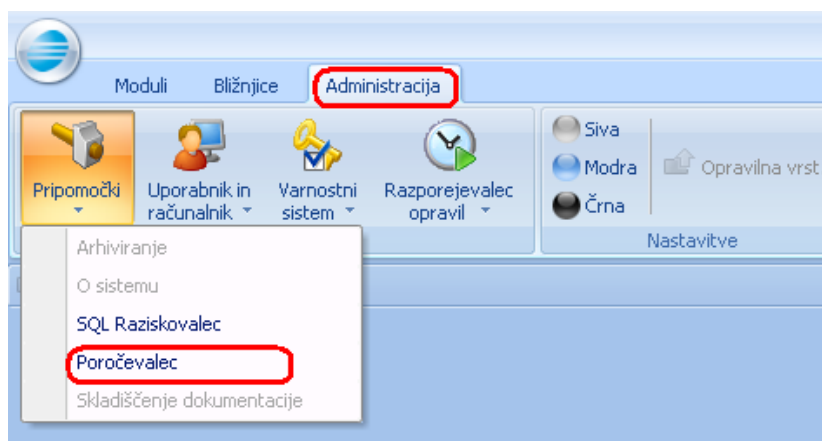 Moduli Bližnjice Administracija
Pripomočki
Uporabnik in
računalnik
Varnostni
sistem
Razporejevalec
opravil
Siva
Modra
Črna
Opravilna vrst
Nastavitve
Arhiviranje
O sistemu
SQL Raziskovalec
Poročevalec
Skladiščenje dokumentacije